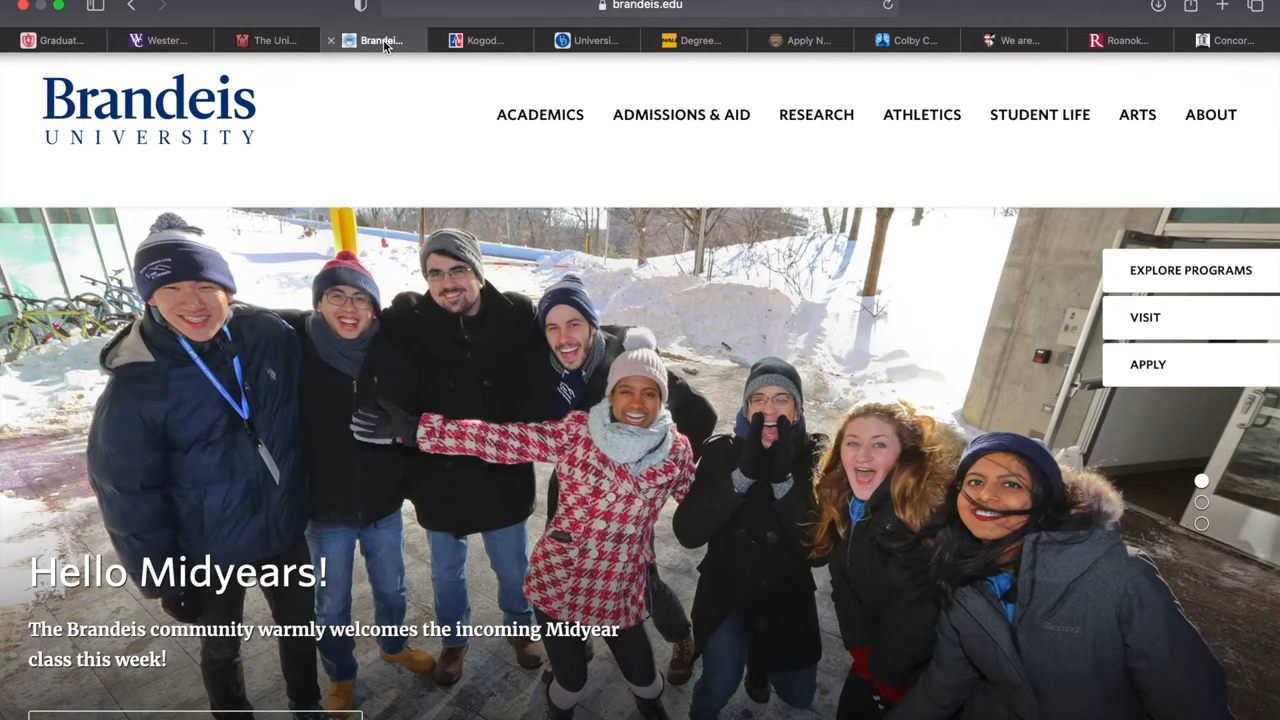 brandeis.edu
Graduat...
Wester...
The Uni...
Brandei...
Kogod...
Universi...
Degree...
Apply N...
Colby C...
We are...
Roanok...
Concor...
Brandeis
UNIVERSITY
ACADEMICS
ADMISSIONS & AID
RESEARCH
ATHLETICS
STUDENT LIFE
ARTS
ABOUT
EXPLORE PROGRAMS
VISIT
APPLY
Hello Midyears!
The Brandeis community warmly welcomes the incoming Midyear
class this week!